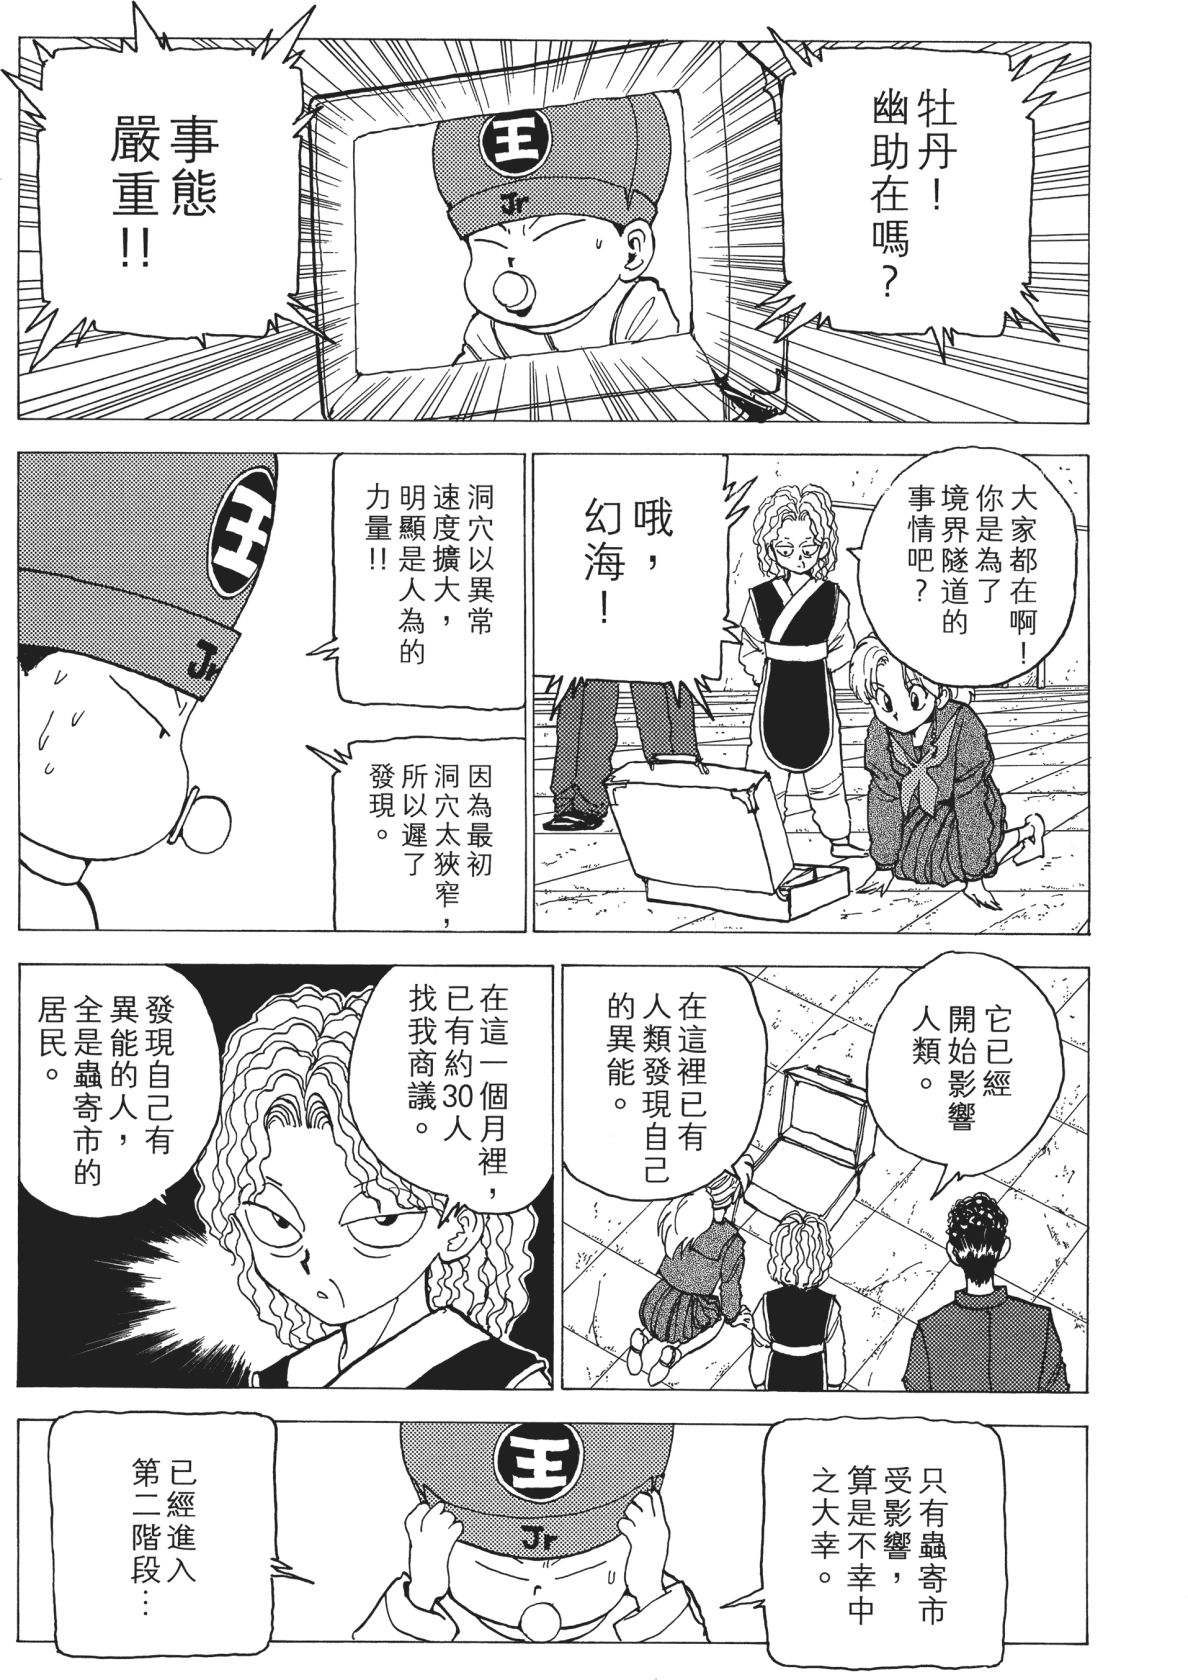 牡丹！
幽助在嗎？
王
Jr
事態
嚴重!!
大家都在啊！
你是為了
境界隧道的
事情吧？
哦，
幻海！
洞穴以異常
速度擴大，
明顯是人為的
力量!!
因為最初
洞穴太狹窄，
所以遲了
發現。
王
Jr
它已經
開始影響
人類。
在這裡已有
人類發現自己
的異能。
在這一個月裡，
已有約30人
找我商議。
發現自己有
異能的人，
全是蟲寄市的
居民。
只有蟲寄市
受影響，
算是不幸中
之大幸。
王
Jr
已經進入
第二階段…